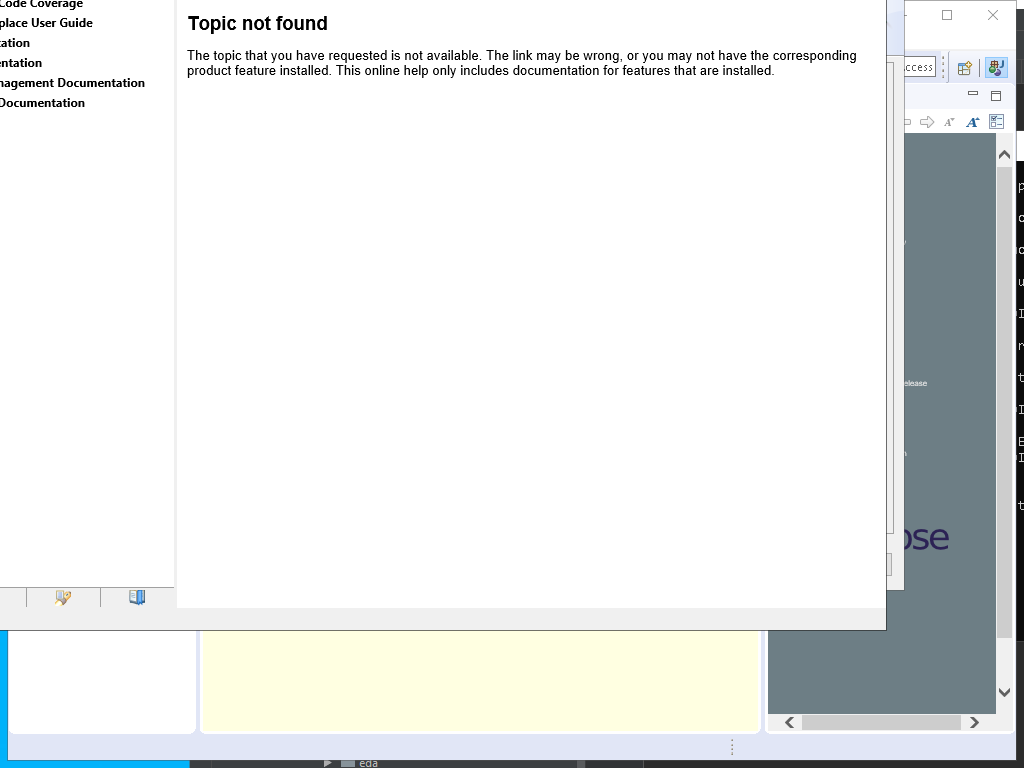 Code Coverage
place User Guide
tation
entation
nagement Documentation
Documentation
Topic not found
The topic that you have requested is not available. The link may be wrong, or you may not have the corresponding
product feature installed. This online help only includes documentation for features that are installed.
ccess
elease
ose
eda